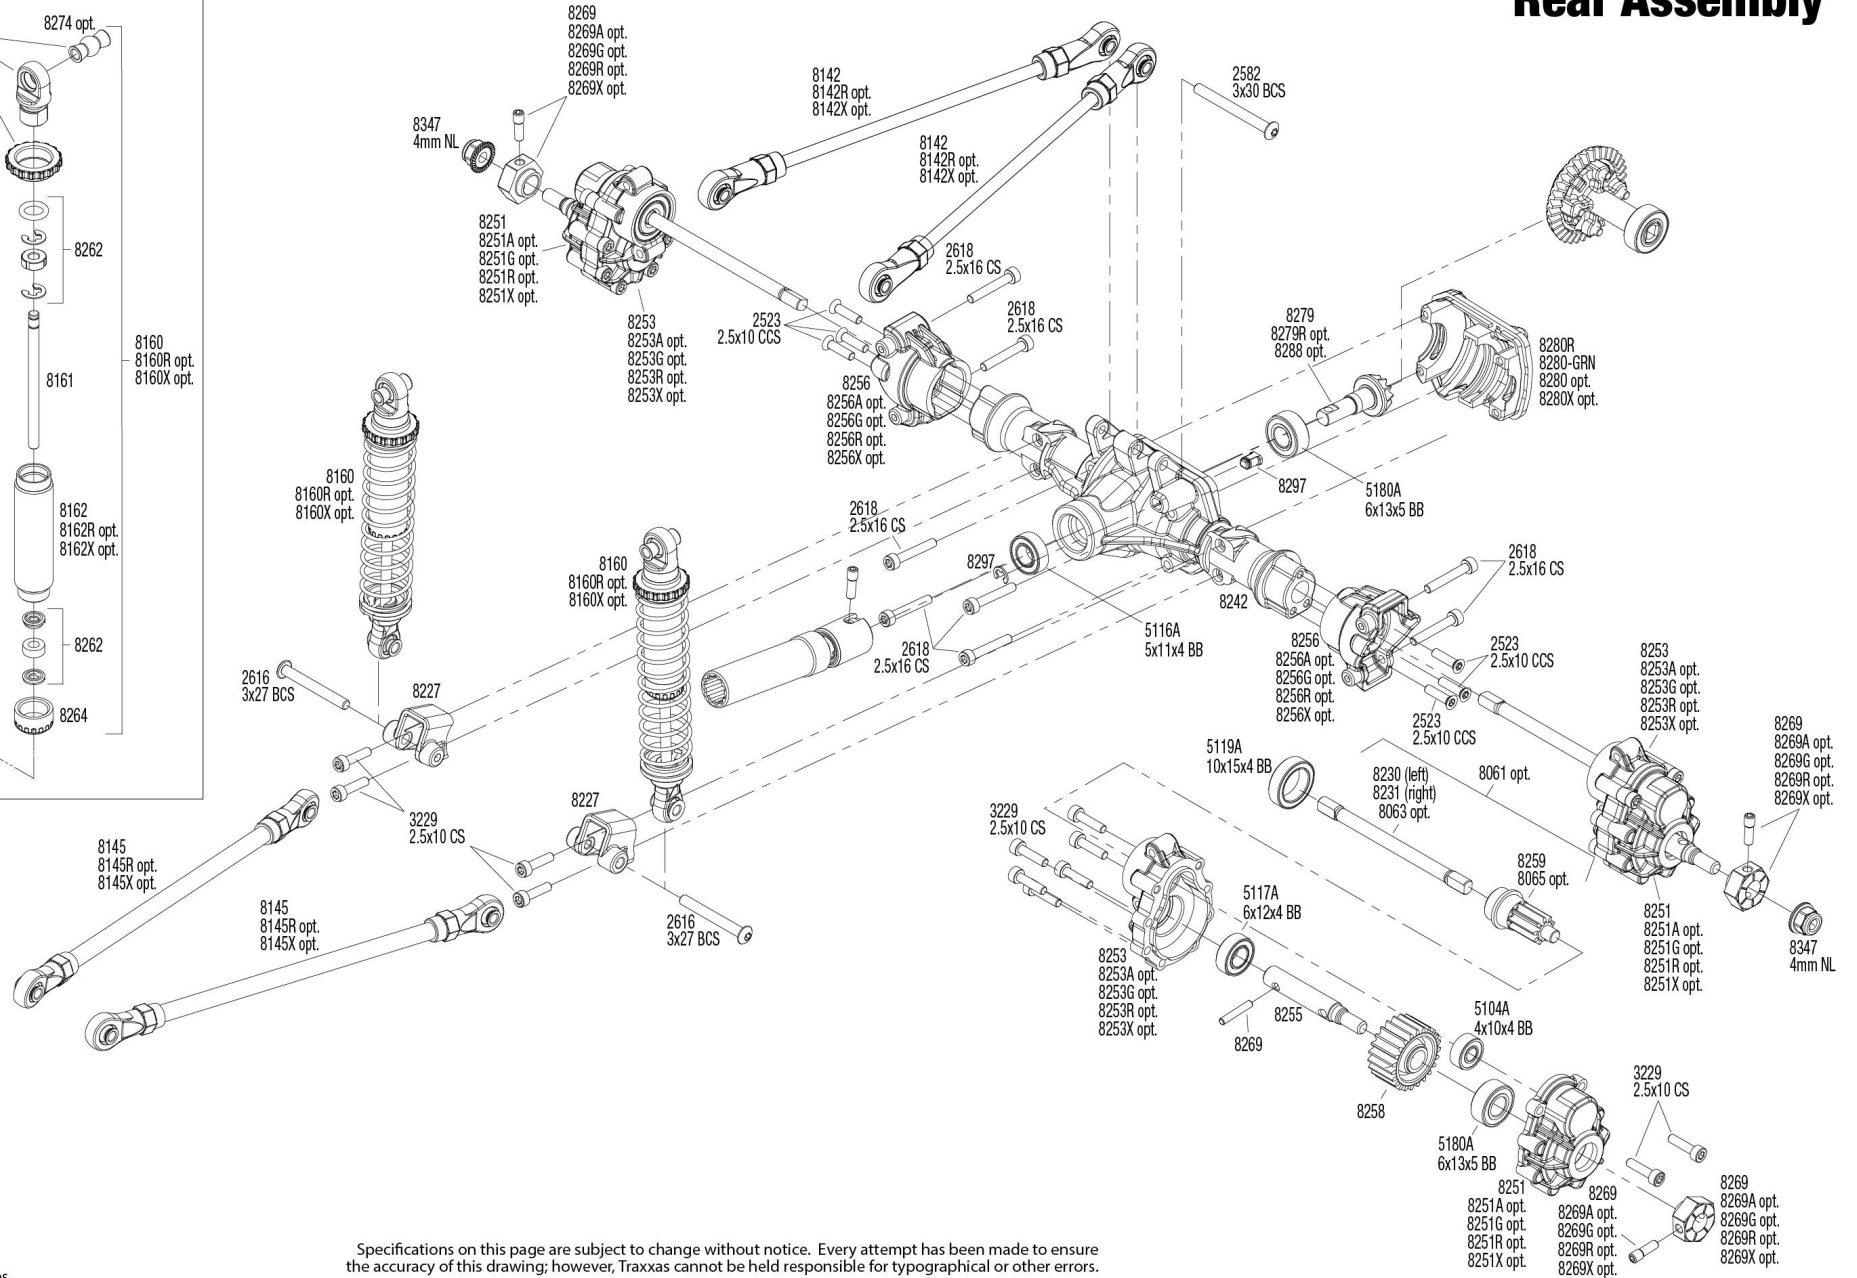 Rear Assembly
8274 opt.
8262
8161
8160
8160R opt.
8160X opt.
8162
8162R opt.
8162X opt.
8262
8264
8269
8269A opt.
8269G opt.
8269R opt.
8269X opt.
8347
4mm NL
8142
8142R opt.
8142X opt.
8142
8142R opt.
8142X opt.
2582
3x30 BCS
8251
8251A opt.
8251G opt.
8251R opt.
8251X opt.
8253
8253A opt.
8253G opt.
8253R opt.
8253X opt.
2523
2.5x10 CCS
2618
2.5x16 CS
2618
2.5x16 CS
8256
8256A opt.
8256G opt.
8256R opt.
8256X opt.
8279
8279R opt.
8288 opt.
8280R
8280-GRN
8280 opt.
8280X opt.
8297
5180A
6x13x5 BB
8160
8160R opt.
8160X opt.
8160
8160R opt.
8160X opt.
2618
2.5x16 CS
8297
2618
2.5x16 CS
5116A
5x11x4 BB
8242
2618
2.5x16 CS
8256
8256A opt.
8256G opt.
8256R opt.
8256X opt.
2523
2.5x10 CCS
2523
2.5x10 CCS
8253
8253A opt.
8253G opt.
8253R opt.
8253X opt.
8269
8269A opt.
8269G opt.
8269R opt.
8269X opt.
2616
3x27 BCS
8227
8227
3229
2.5x10 CS
2616
3x27 BCS
8145
8145R opt.
8145X opt.
8145
8145R opt.
8145X opt.
5119A
10x15x4 BB
8230 (left)
8231 (right)
8063 opt.
8061 opt.
3229
2.5x10 CS
8259
8065 opt.
5117A
6x12x4 BB
8253
8253A opt.
8253G opt.
8253R opt.
8253X opt.
8255
8269
8251
8251A opt.
8251G opt.
8251R opt.
8251X opt.
8347
4mm NL
5104A
4x10x4 BB
8258
5180A
6x13x5 BB
3229
2.5x10 CS
8251
8251A opt.
8251G opt.
8251R opt.
8251X opt.
8269
8269A opt.
8269G opt.
8269R opt.
8269X opt.
8269
8269A opt.
8269G opt.
8269R opt.
8269X opt.
Specifications on this page are subject to change without notice. Every attempt has been made to ensure
the accuracy of this drawing; however, Traxxas cannot be held responsible for typographical or other errors.